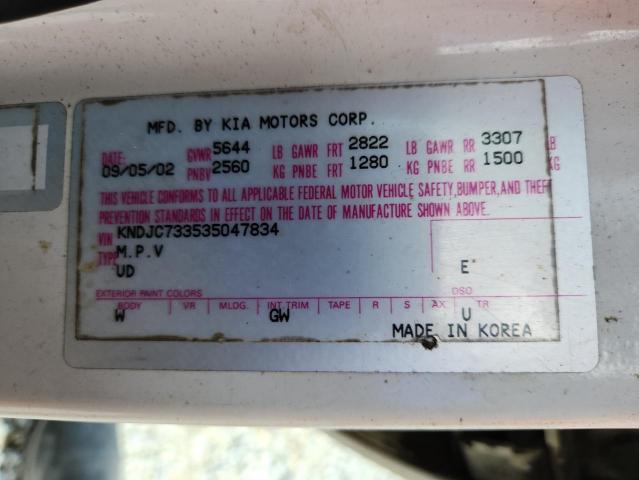 MFD. BY KIA MOTORS CORP.
DATE: GVWR 5644 LB GAWR FRT 2822 LB GAWR RR 3307 LB
09/05/02 PNBV 2560 KG PNBE FRT 1280 KG PNBE RR 1500 KG
THIS VEHICLE CONFORMS TO ALL APPLICABLE FEDERAL MOTOR VEHICLE SAFETY,BUMPER,AND THEFT
PREVENTION STANDARDS IN EFFECT ON THE DATE OF MANUFACTURE SHOWN ABOVE.
VIN KNDJC733535047834
TYPE M.P.V
UD E
EXTERIOR PAINT COLORS DSO
BODY VR MLDG. INT TRIM TAPE R S AX TR
W GW U
MADE IN KOREA